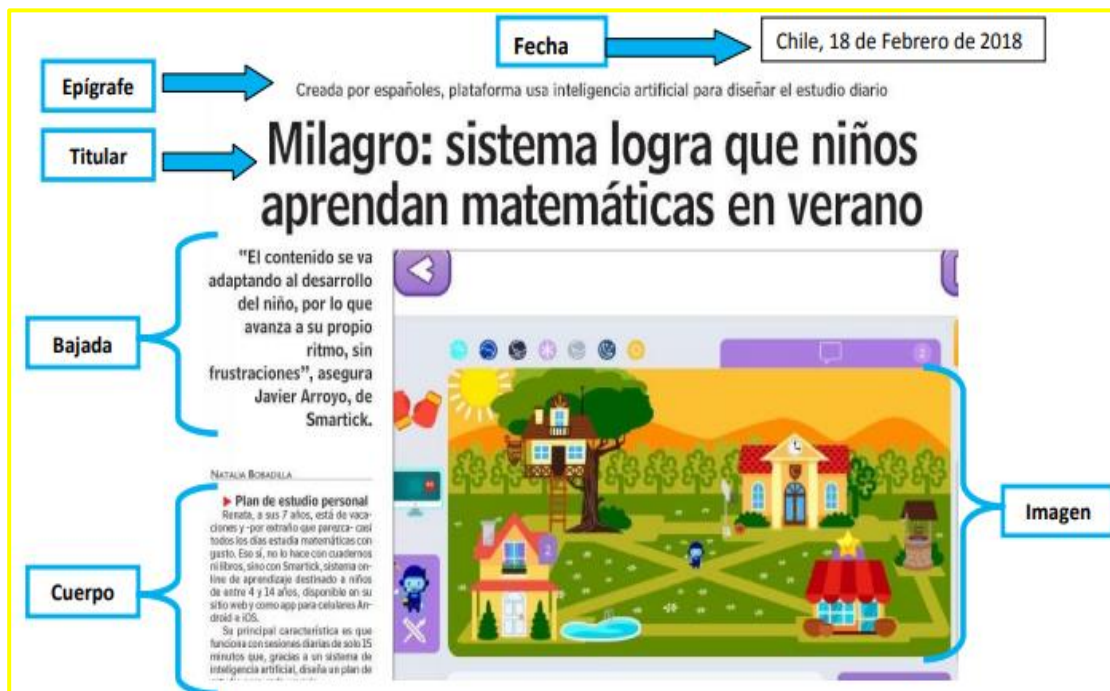 Fecha
Chile, 18 de Febrero de 2018
Epígrafe
Creada por españoles, plataforma usa inteligencia artificial para diseñar el estudio diario
Titular
Milagro: sistema logra que niños
aprendan matemáticas en verano
Bajada
"El contenido se va
adaptando al desarrollo
del niño, por lo que
avanza a su propio
ritmo, sin
frustraciones", asegura
Javier Arroyo, de
Smartick.
2
2
Imagen
Cuerpo
NATALIA BOBADILLA
Plan de estudio personal
Renata, a sus 7 años, está de vaca-
ciones y -por extraño que parezca- casi
todos los días estudia matemáticas con
gusto. Eso sí, no lo hace con cuadernos
ni libros, sino con Smartick, sistema on-
line de aprendizaje destinado a niños
de entre 4 y 14 años, disponible en su
sitio web y como app para celulares An-
droid e iOS.
Su principal característica es que
funciona con sesiones diarias de solo 15
minutos que, gracias a un sistema de
inteligencia artificial, diseña un plan de